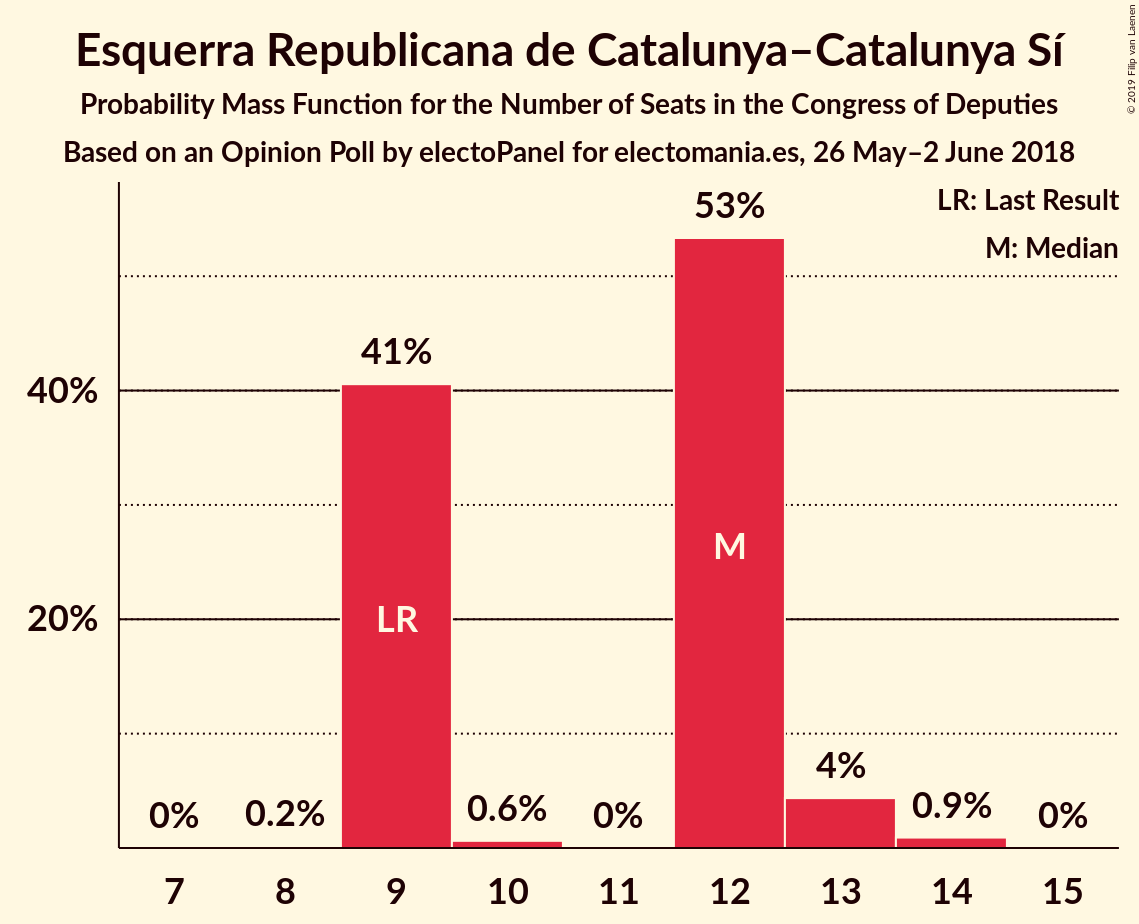 Esquerra Republicana de Catalunya–Catalunya Sí
Probability Mass Function for the Number of Seats in the Congress of Deputies
Based on an Opinion Poll by electoPanel for electomania.es, 26 May–2 June 2018
© 2019 Filip van Laenen
LR: Last Result
M: Median
53%
41%
40%
M
LR
20%
4%
0%
0.2%
0.6%
0%
0.9%
0%
7 8 9 10 11 12 13 14 15